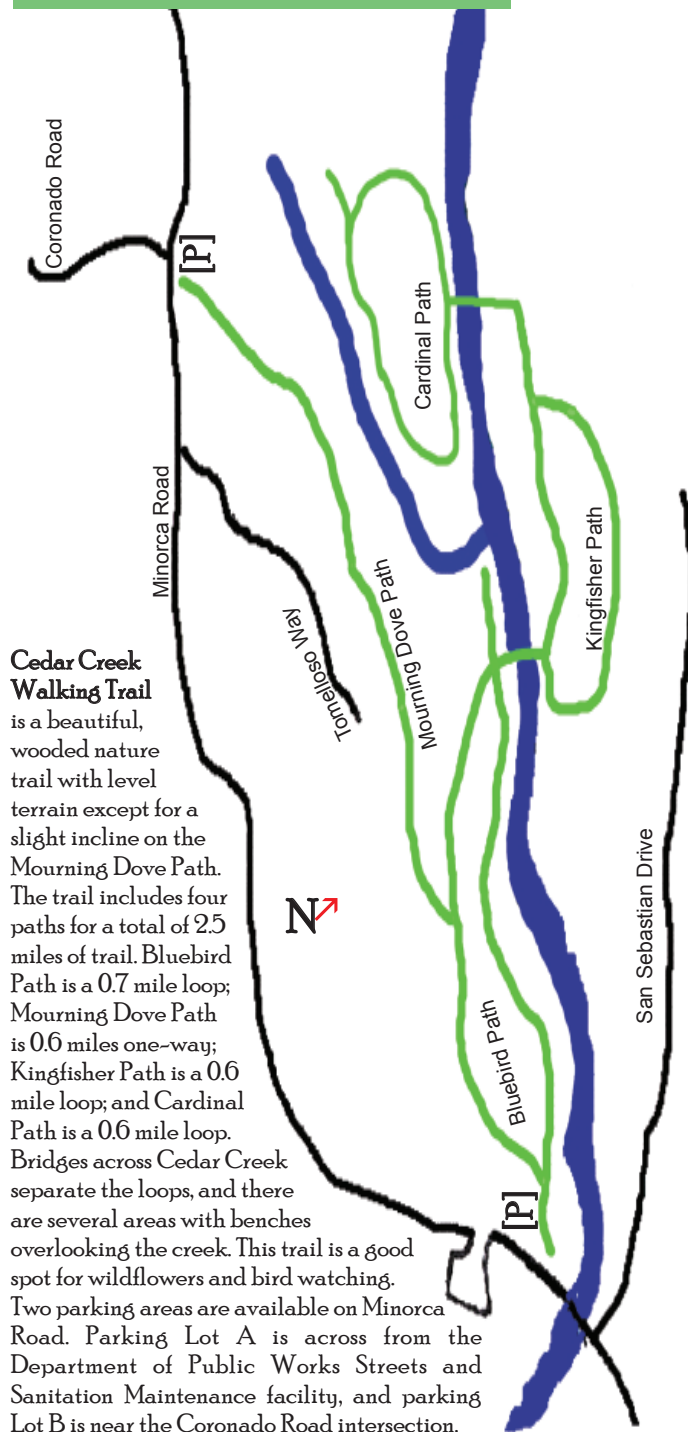 Coronado Road
[P]
Cardinal Path
Minorca Road
Kingfisher Path
Mourning Dove Path
Tomelloso Way
Cedar Creek
Walking Trail
is a beautiful,
wooded nature
trail with level
terrain except for a
slight incline on the
Mourning Dove Path.
The trail includes four
paths for a total of 2.5
miles of trail. Bluebird
Path is a 0.7 mile loop;
Mourning Dove Path
is 0.6 miles one-way;
Kingfisher Path is a 0.6
mile loop; and Cardinal
Path is a 0.6 mile loop.
Bridges across Cedar Creek
separate the loops, and there
are several areas with benches
overlooking the creek. This trail is a good
spot for wildflowers and bird watching.
Two parking areas are available on Minorca
Road. Parking Lot A is across from the
Department of Public Works Streets and
Sanitation Maintenance facility, and parking
Lot B is near the Coronado Road intersection.
N
San Sebastian Drive
Bluebird Path
[P]